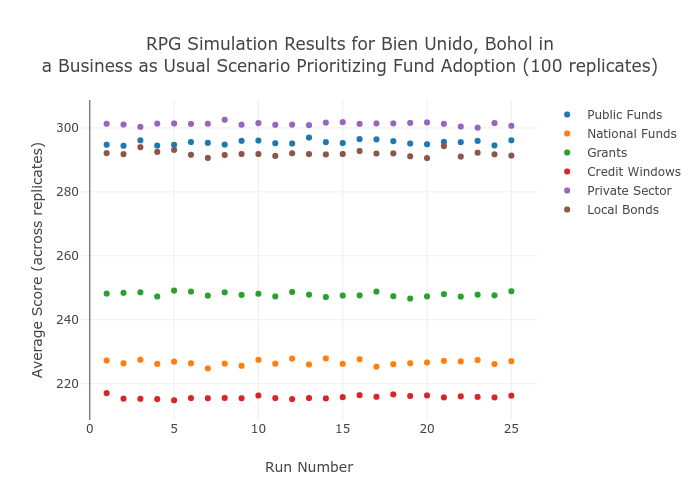 RPG Simulation Results for Bien Unido, Bohol in
a Business as Usual Scenario Prioritizing Fund Adoption (100 replicates)
Public Funds
National Funds
Grants
Credit Windows
Private Sector
Local Bonds
Average Score (across replicates)
300
280
260
240
220
0
5
10
15
20
25
Run Number